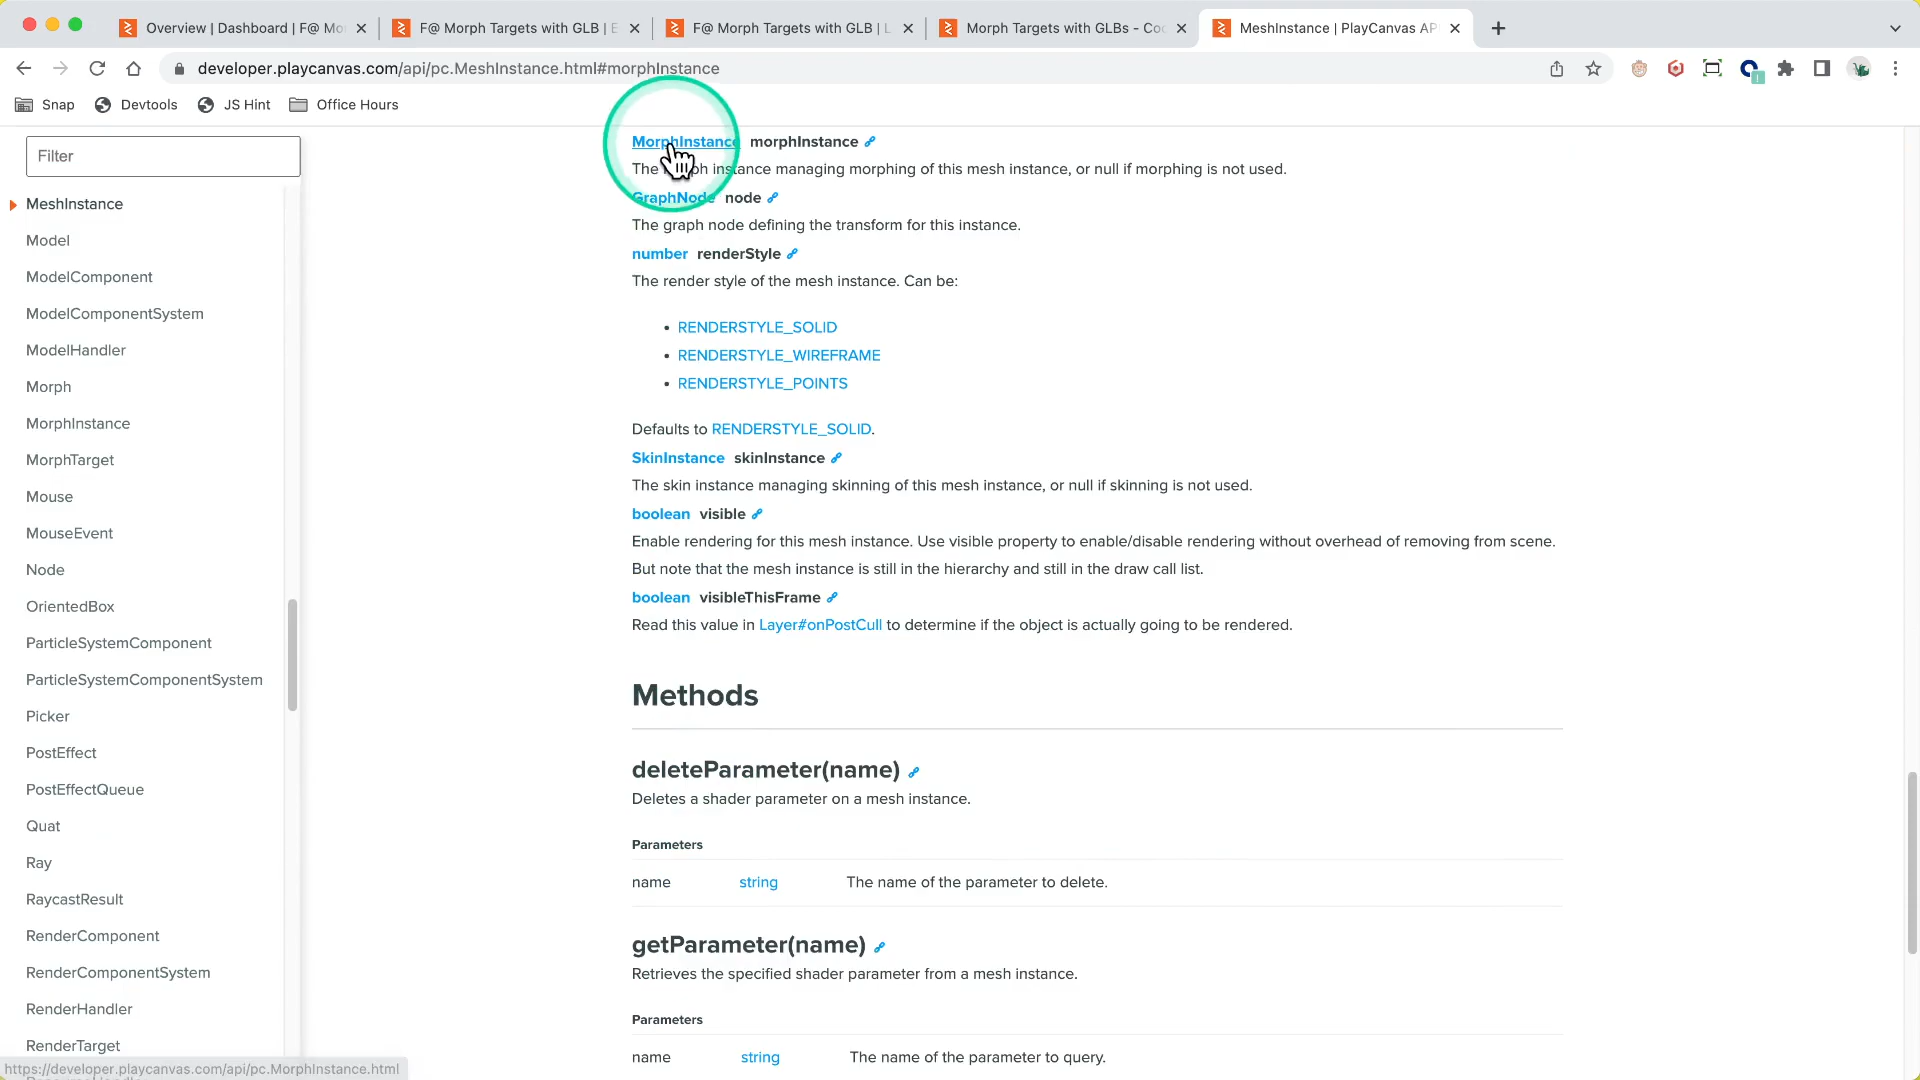 Overview | Dashboard | F@ Mo
F@ Morph Targets with GLB | E
F@ Morph Targets with GLB | L
Morph Targets with GLBs - Coc
MeshInstance | PlayCanvas AP
developer.playcanvas.com/api/pc.MeshInstance.html#morphInstance
Snap
Devtools
JS Hint
Office Hours
Filter
MeshInstance
Model
ModelComponent
ModelComponentSystem
ModelHandler
Morph
MorphInstance
MorphTarget
Mouse
MouseEvent
Node
OrientedBox
ParticleSystemComponent
ParticleSystemComponentSystem
Picker
PostEffect
PostEffectQueue
Quat
Ray
RaycastResult
RenderComponent
RenderComponentSystem
RenderHandler
RenderTarget
https://developer.playcanvas.com/api/pc.MorphInstance.html
MorphInstance morphInstance
The morph instance managing morphing of this mesh instance, or null if morphing is not used.
GraphNode node
The graph node defining the transform for this instance.
number renderStyle
The render style of the mesh instance. Can be:
• RENDERSTYLE_SOLID
• RENDERSTYLE_WIREFRAME
• RENDERSTYLE_POINTS
Defaults to RENDERSTYLE_SOLID.
SkinInstance skinInstance
The skin instance managing skinning of this mesh instance, or null if skinning is not used.
boolean visible
Enable rendering for this mesh instance. Use visible property to enable/disable rendering without overhead of removing from scene.
But note that the mesh instance is still in the hierarchy and still in the draw call list.
boolean visibleThisFrame
Read this value in Layer#onPostCull to determine if the object is actually going to be rendered.
Methods
deleteParameter(name)
Deletes a shader parameter on a mesh instance.
Parameters
name string The name of the parameter to delete.
getParameter(name)
Retrieves the specified shader parameter from a mesh instance.
Parameters
name string The name of the parameter to query.